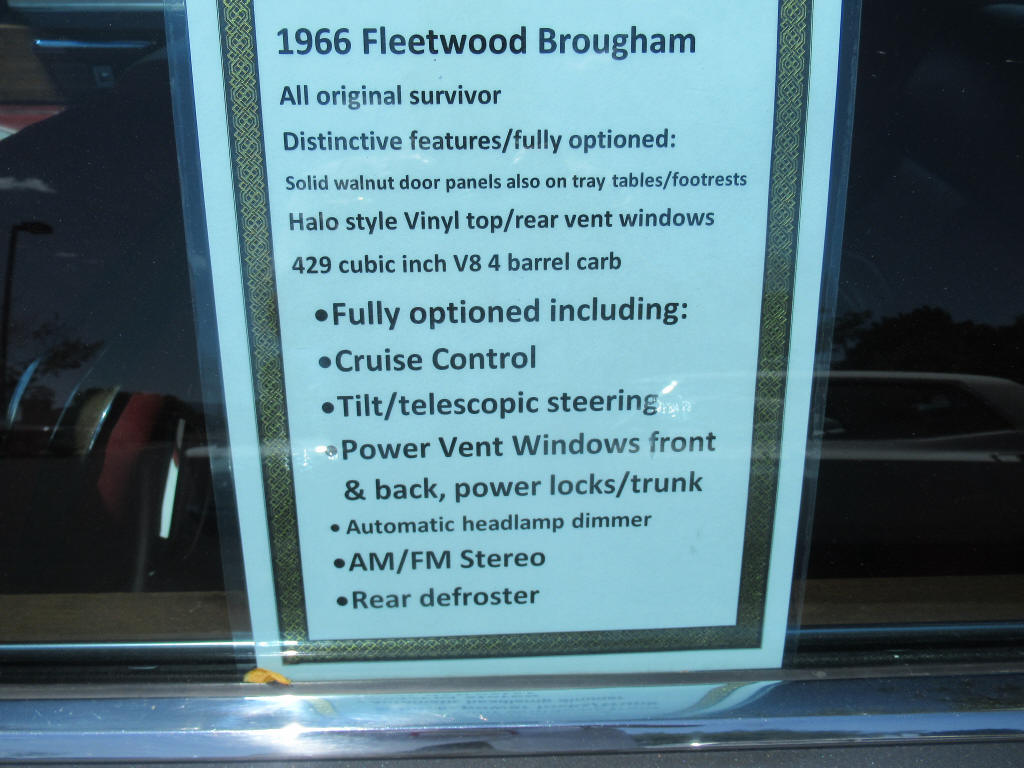 1966 Fleetwood Brougham
All original survivor
Distinctive features/fully optioned:
Solid walnut door panels also on tray tables/footrests
Halo style Vinyl top/rear vent windows
429 cubic inch V8 4 barrel carb
•Fully optioned including:
•Cruise Control
•Tilt/telescopic steering
•Power Vent Windows front
& back, power locks/trunk
• Automatic headlamp dimmer
•AM/FM Stereo
•Rear defroster